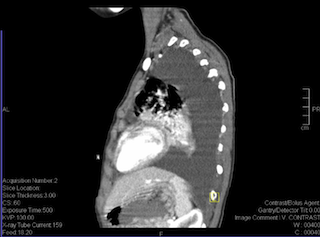 AL
PR
Acquisition Number 2
Slice Location:
Slice Thickness 3.00
CS: 60
Exposure Time 500
KVP: 100.00
X-ray Tube Current: 159
Feed 18.20
P
Contrast/Bolus Agent
Gantry/Detector Tilt: 0.00
Image Comment I.V. CONTRAST
W : 00400
C : 00040